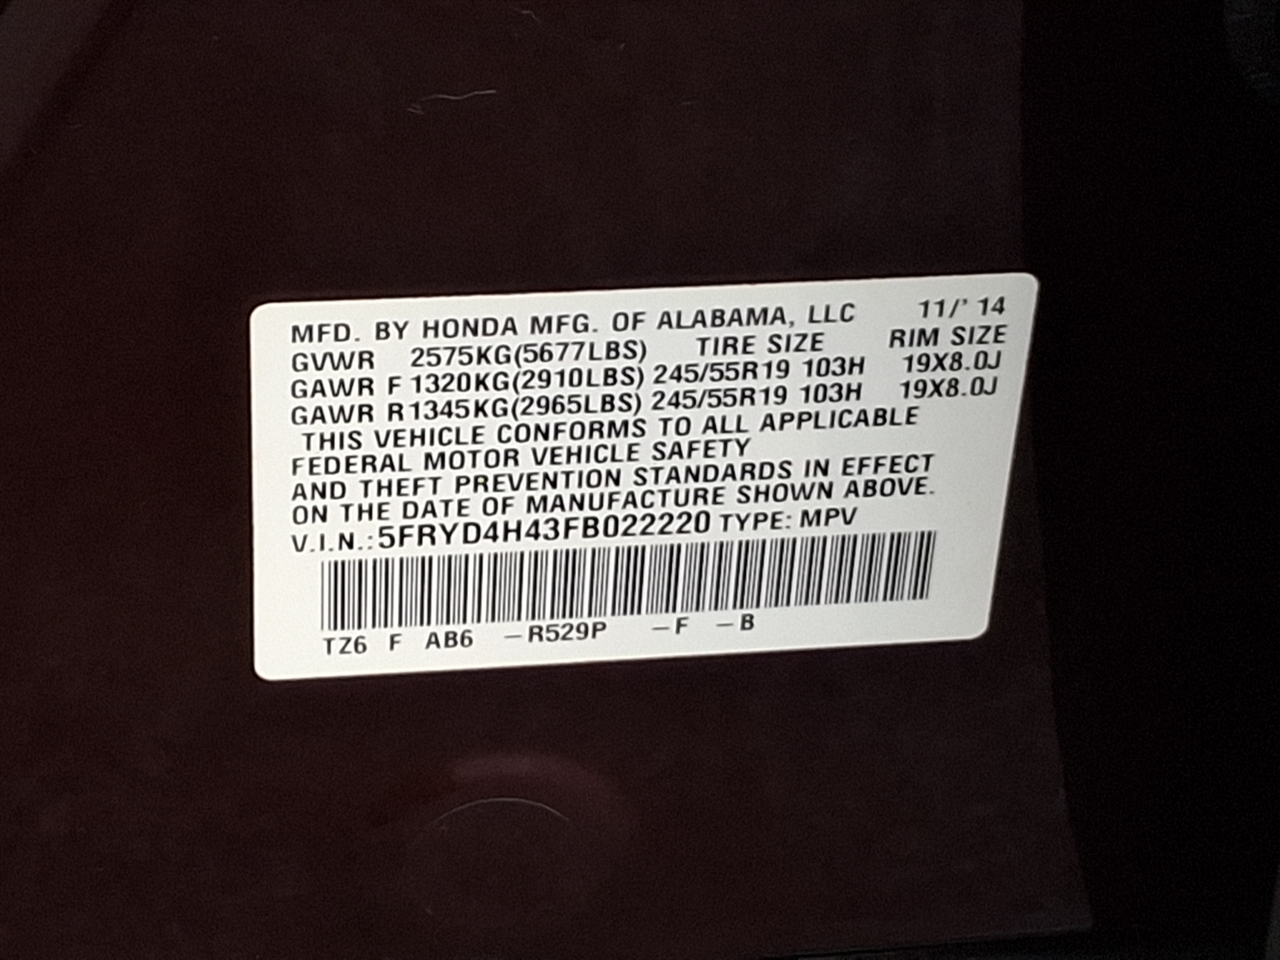 MFD. BY HONDA MFG. OF ALABAMA, LLC 11/' 14
GVWR 2575KG(5677LBS) TIRE SIZE RIM SIZE
GAWR F 1320KG(2910LBS) 245/55R19 103H 19X8.0J
GAWR R 1345KG(2965LBS) 245/55R19 103H 19X8.0J
THIS VEHICLE CONFORMS TO ALL APPLICABLE
FEDERAL MOTOR VEHICLE SAFETY
AND THEFT PREVENTION STANDARDS IN EFFECT
ON THE DATE OF MANUFACTURE SHOWN ABOVE.
V.I.N.: 5FRYD4H43FB022220 TYPE: MPV
TZ6 F AB6 –R529P –F –B